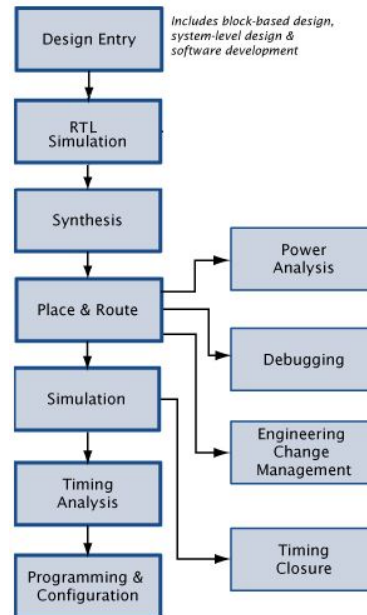 Design Entry
Includes block-based design,
system-level design &
software development
RTL
Simulation
Synthesis
Power
Analysis
Place & Route
Debugging
Simulation
Engineering
Change
Management
Timing
Analysis
Timing
Closure
Programming &
Configuration